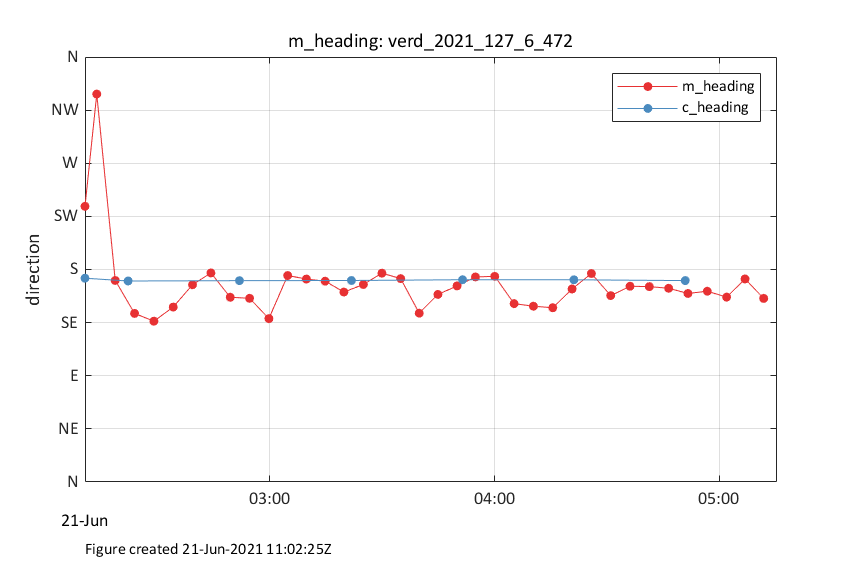 m_heading: verd_2021_127_6_472
N
NW
W
SW
S
SE
E
NE
N
direction
m_heading
c_heading
03:00
04:00
05:00
21-Jun
Figure created 21-Jun-2021 11:02:25Z